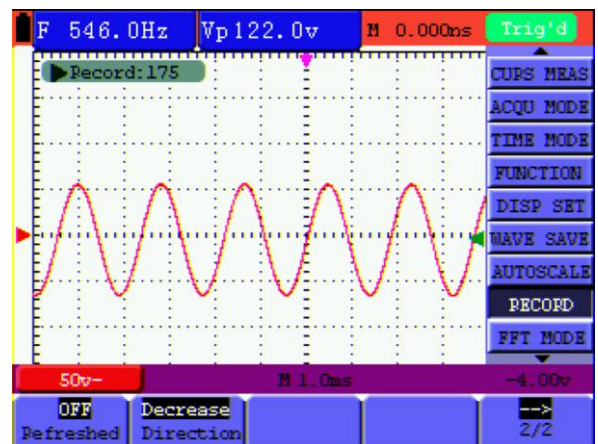 F 546.0Hz Vp122.0v M 0.000ns Trig'd
Record:175
CURS MEAS
ACQU MODE
TIME MODE
FUNCTION
DISP SET
WAVE SAVE
AUTOSCALE
RECORD
FFT MODE
50v~ M 1.0ms -4.00v
OFF Decrease -->
Refreshed Direction 2/2